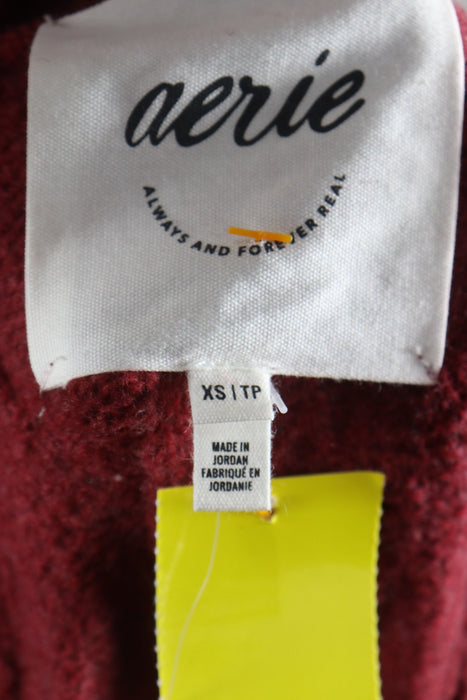 aerie
ALWAYS AND FOREVER REAL
XS | TP
MADE IN
JORDAN
FABRIQUÉ EN
JORDANIE